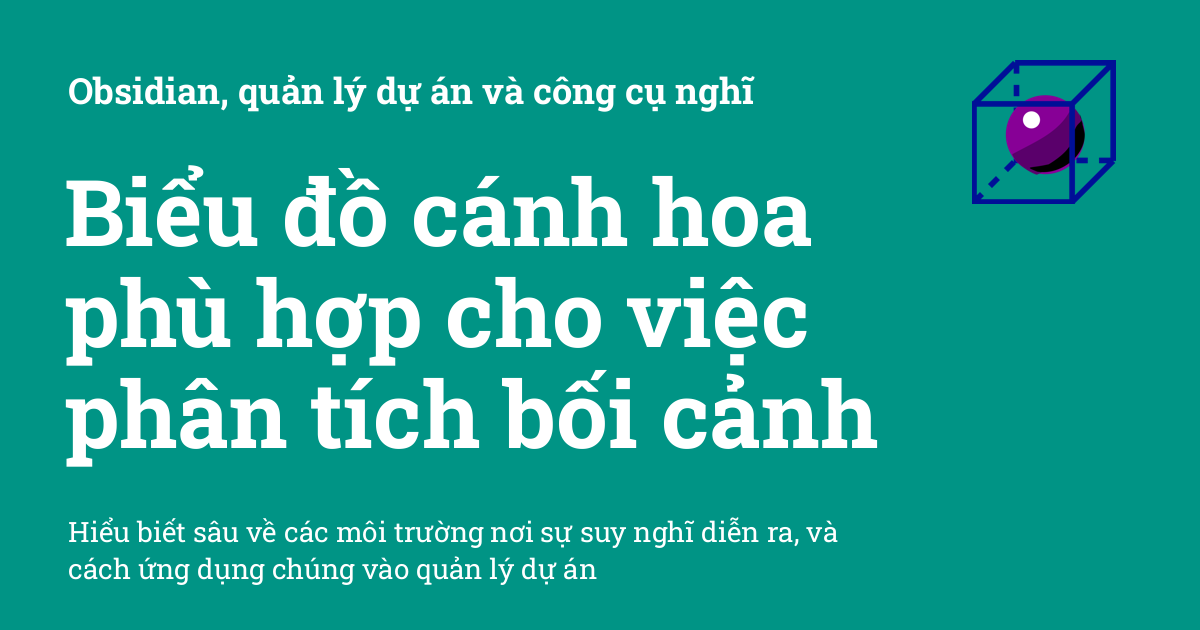 Obsidian, quản lý dự án và công cụ nghĩ
Biểu đồ cánh hoa
phù hợp cho việc
phân tích bối cảnh
Hiểu biết sâu về các môi trường nơi sự suy nghĩ diễn ra, và
cách ứng dụng chúng vào quản lý dự án